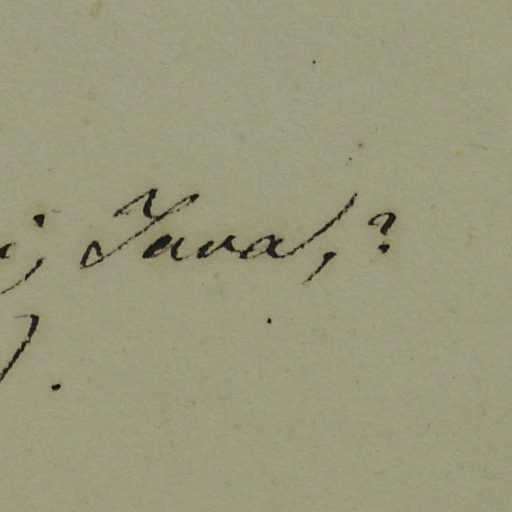 i; Java, ?